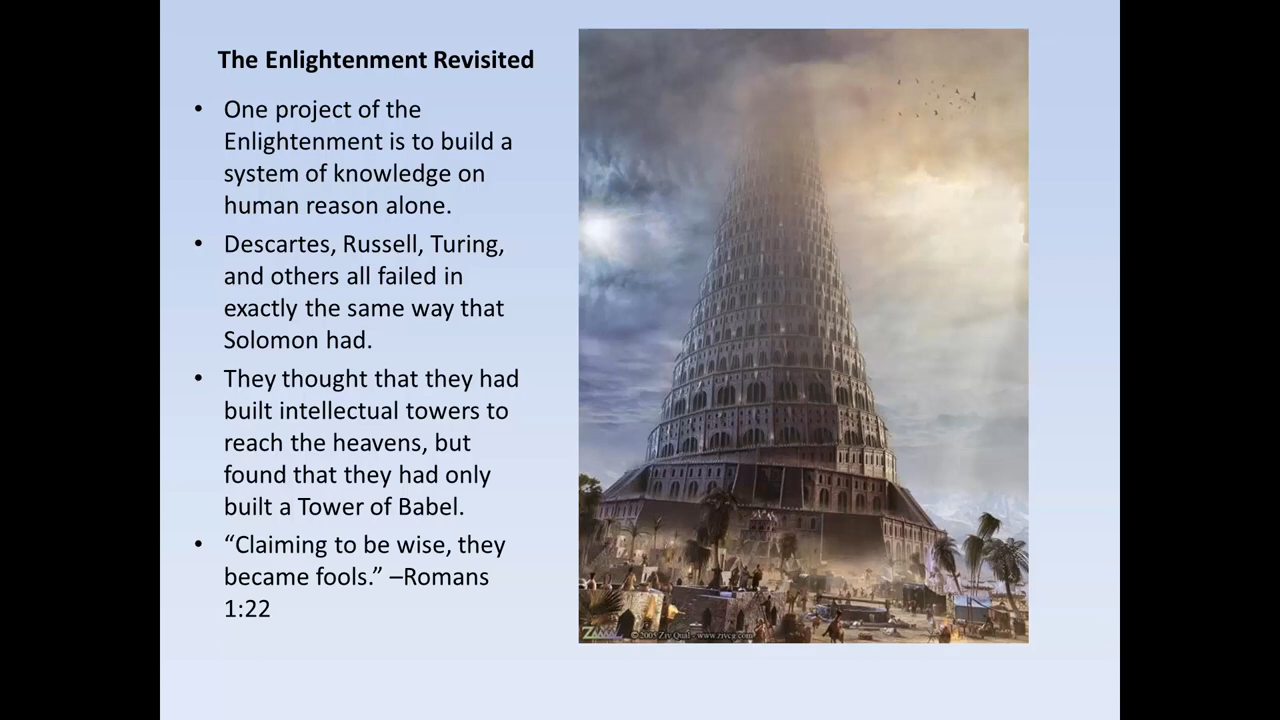 The Enlightenment Revisited
• One project of the
Enlightenment is to build a
system of knowledge on
human reason alone.
• Descartes, Russell, Turing,
and others all failed in
exactly the same way that
Solomon had.
• They thought that they had
built intellectual towers to
reach the heavens, but
found that they had only
built a Tower of Babel.
• “Claiming to be wise, they
became fools.” –Romans
1:22
© 2005 Ziv Qual - www.zivcg.com